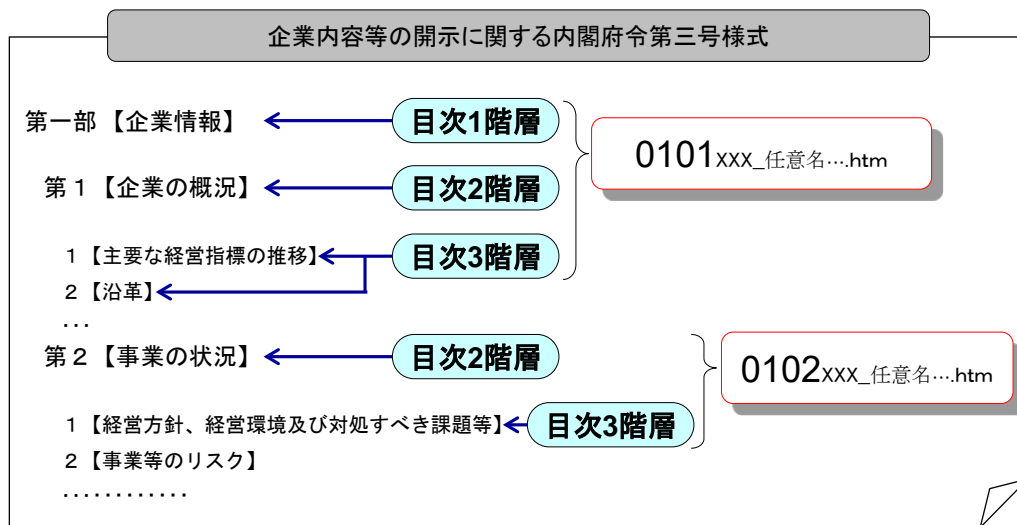 企業内容等の開示に関する内閣府令第三号様式
第一部【企業情報】
目次1階層
0101XXX_任意名….htm
第１【企業の概況】
目次2階層
１【主要な経営指標の推移】
目次3階層
２【沿革】
...
第２【事業の状況】
目次2階層
0102XXX_任意名….htm
１【経営方針、経営環境及び対処すべき課題等】
目次3階層
２【事業等のリスク】
............